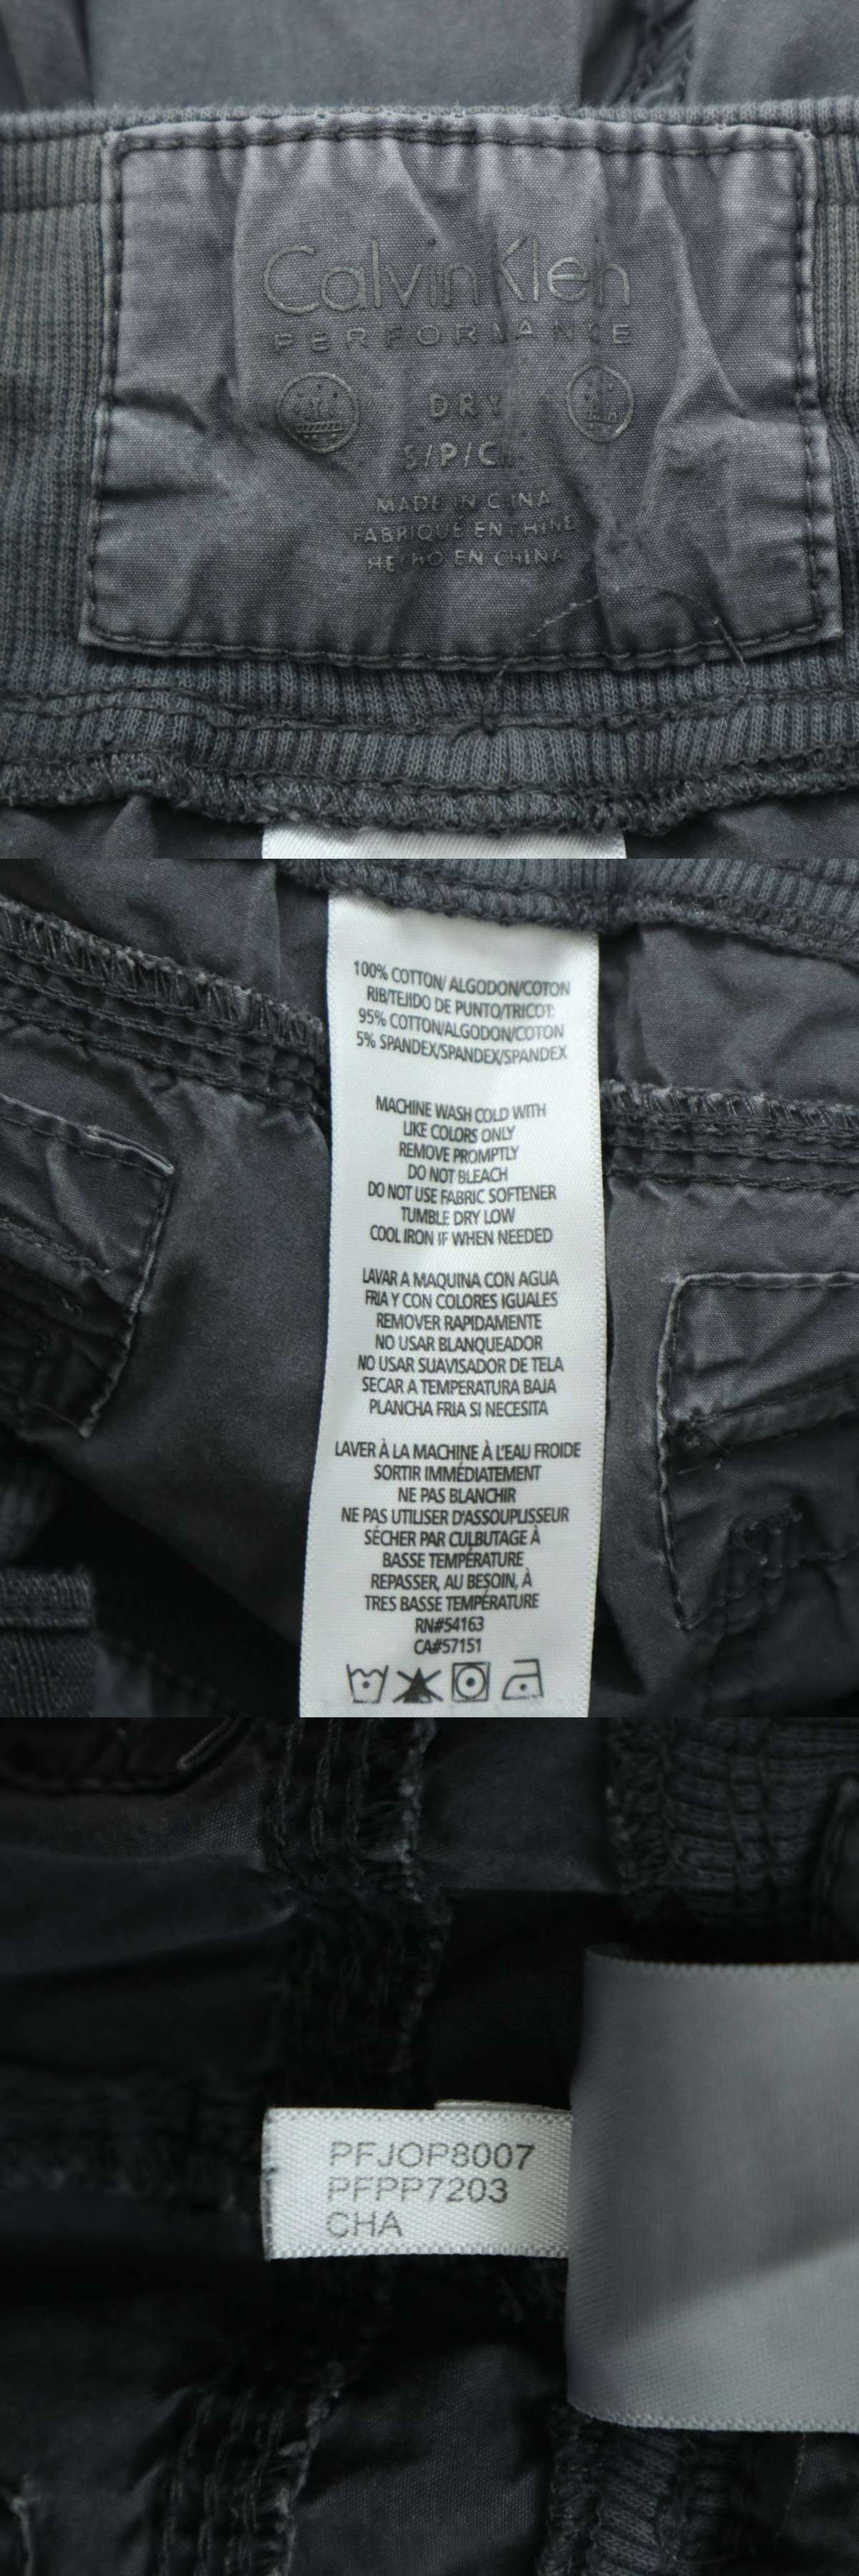 Calvin Klein
PERFORMANCE
DRY
S/P/C
MADE IN CHINA
FABRIQUÉ EN CHINE
HECHO EN CHINA
100% COTTON/ ALGODON/COTON
RIB/TEJIDO DE PUNTO/TRICOT:
95% COTTON/ALGODON/COTON
5% SPANDEX/SPANDEX/SPANDEX
MACHINE WASH COLD WITH
LIKE COLORS ONLY
REMOVE PROMPTLY
DO NOT BLEACH
DO NOT USE FABRIC SOFTENER
TUMBLE DRY LOW
COOL IRON IF WHEN NEEDED
LAVAR A MAQUINA CON AGUA
FRIA Y CON COLORES IGUALES
REMOVER RAPIDAMENTE
NO USAR BLANQUEADOR
NO USAR SUAVISADOR DE TELA
SECAR A TEMPERATURA BAJA
PLANCHA FRIA SI NECESITA
LAVER À LA MACHINE À L'EAU FROIDE
SORTIR IMMÉDIATEMENT
NE PAS BLANCHIR
NE PAS UTILISER D'ASSOUPLISSEUR
SÉCHER PAR CULBUTAGE À
BASSE TEMPÉRATURE
REPASSER, AU BESOIN, À
TRES BASSE TEMPÉRATURE
RN#54163
CA#57151
PFJOP8007
PFPP7203
CHA